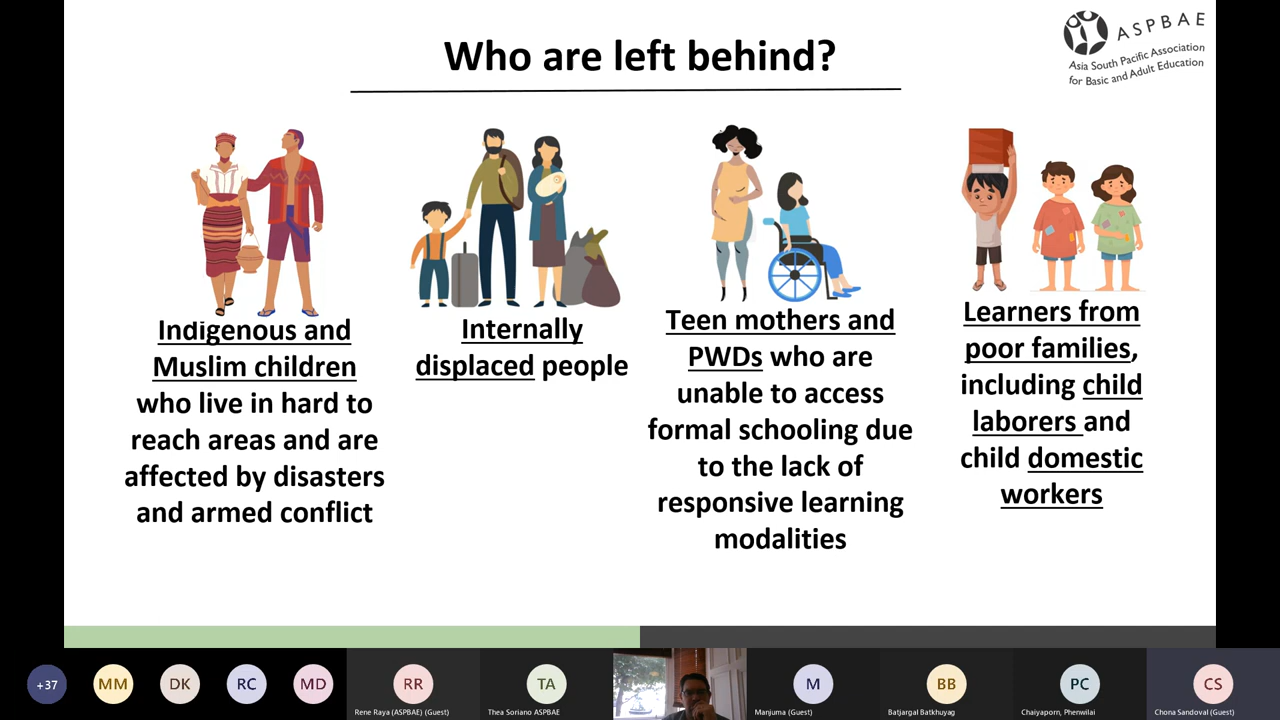 Who are left behind?
ASPBAE
Asia South Pacific Association
for Basic and Adult Education
Indigenous and
Muslim children
who live in hard to
reach areas and are
affected by disasters
and armed conflict
Internally
displaced people
Teen mothers and
PWDs who are
unable to access
formal schooling due
to the lack of
responsive learning
modalities
Learners from
poor families,
including child
laborers and
child domestic
workers
+37
MM
DK
RC
MD
RR
Rene Raya (ASPBAE) (Guest)
TA
Thea Soriano ASPBAE
M
Manjuma (Guest)
BB
Batjargal Batkhuyag
PC
Chaiyaporn, Phenwilai
CS
Chona Sandoval (Guest)